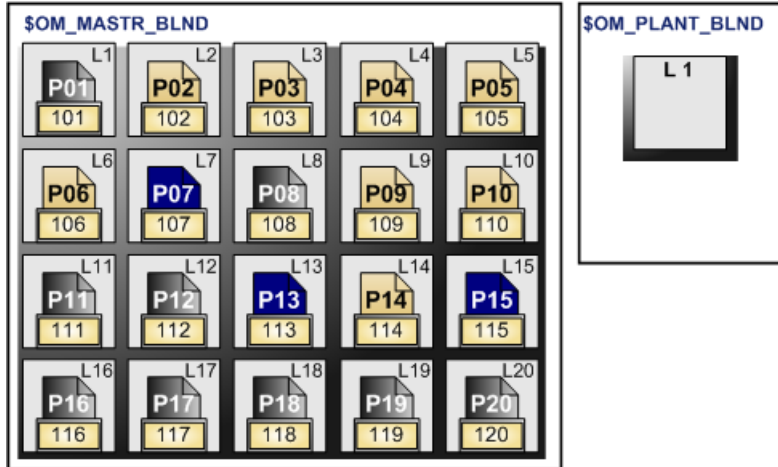 $OM_MASTR_BLND
$OM_PLANT_BLND
L1 L2 L3 L4 L5
P01 P02 P03 P04 P05
101 102 103 104 105
L 1
L6 L7 L8 L9 L10
P06 P07 P08 P09 P10
106 107 108 109 110
L11 L12 L13 L14 L15
P11 P12 P13 P14 P15
111 112 113 114 115
L16 L17 L18 L19 L20
P16 P17 P18 P19 P20
116 117 118 119 120